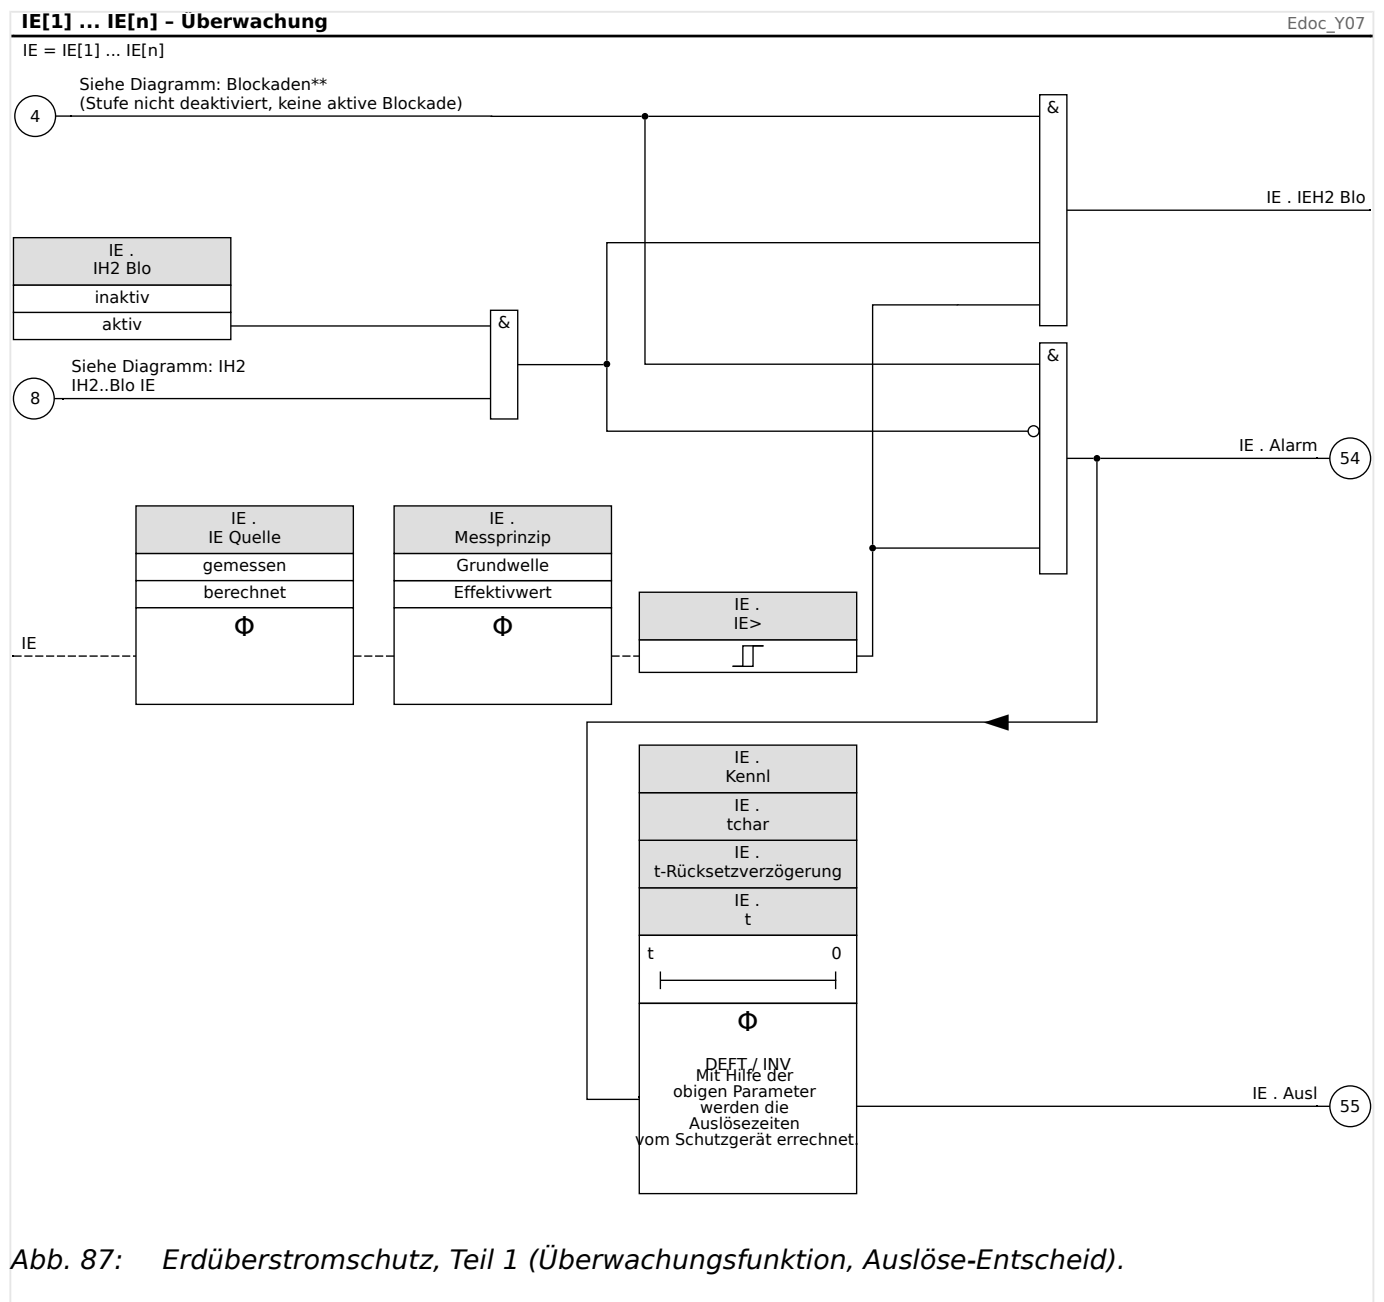 IE[1] ... IE[n] – Überwachung
Edoc_Y07
IE = IE[1] ... IE[n]
Siehe Diagramm: Blockaden**
(Stufe nicht deaktiviert, keine aktive Blockade)
4
&
IE . IEH2 Blo
IE .
IH2 Blo
inaktiv
aktiv
&
Siehe Diagramm: IH2
IH2..Blo IE
8
&
IE . Alarm
54
IE .
IE Quelle
gemessen
berechnet
Φ
IE .
Messprinzip
Grundwelle
Effektivwert
Φ
IE .
IE>
IE
IE .
Kennl
IE .
tchar
IE .
t-Rücksetzverzögerung
IE .
t
t 0
Φ
DEFT / INV
Mit Hilfe der
obigen Parameter
werden die
Auslösezeiten
vom Schutzgerät errechnet.
IE . Ausl
55
Abb. 87: Erdüberstromschutz, Teil 1 (Überwachungsfunktion, Auslöse-Entscheid).